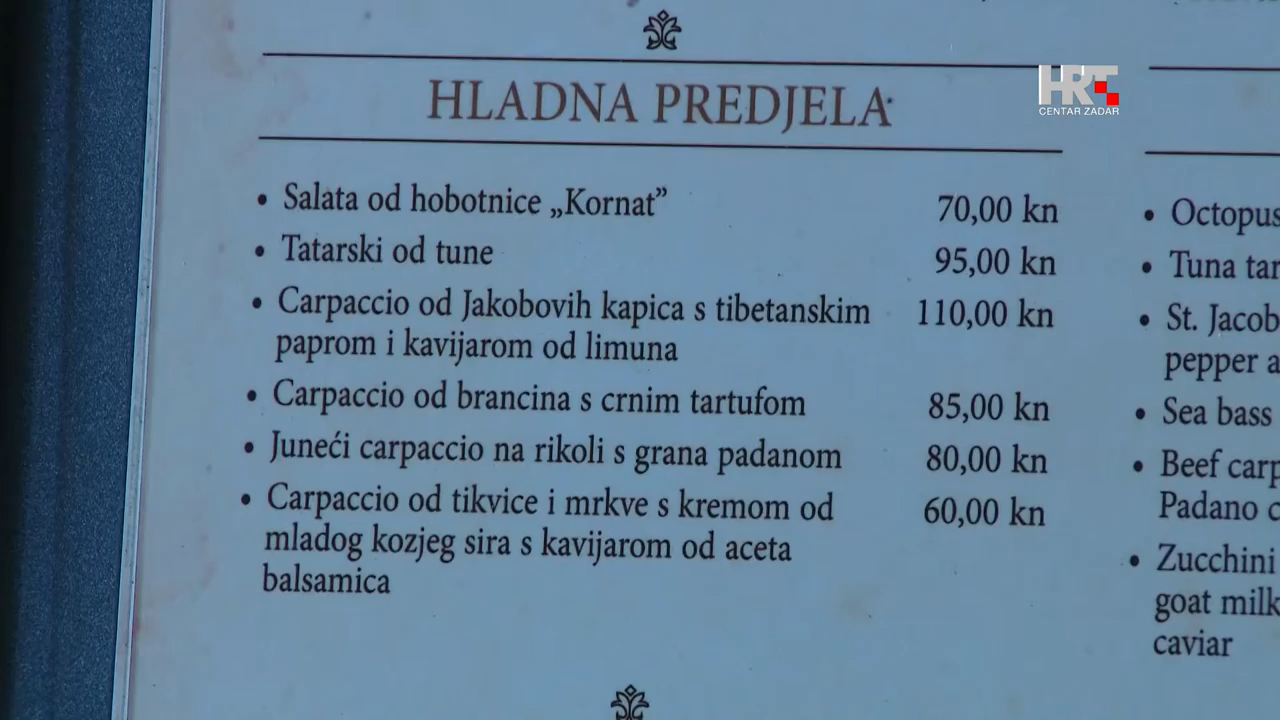 HRT
CENTAR ZADAR
HLADNA PREDJELA
• Salata od hobotnice „Kornat” 70,00 kn
• Tatarski od tune 95,00 kn
• Carpaccio od Jakobovih kapica s tibetanskim 110,00 kn
paprom i kavijarom od limuna
• Carpaccio od brancina s crnim tartufom 85,00 kn
• Juneći carpaccio na rikoli s grana padanom 80,00 kn
• Carpaccio od tikvice i mrkve s kremom od 60,00 kn
mladog kozjeg sira s kavijarom od aceta
balsamica
• Octopus
• Tuna tar
• St. Jacob
pepper a
• Sea bass
• Beef carp
Padano c
• Zucchini
goat milk
caviar